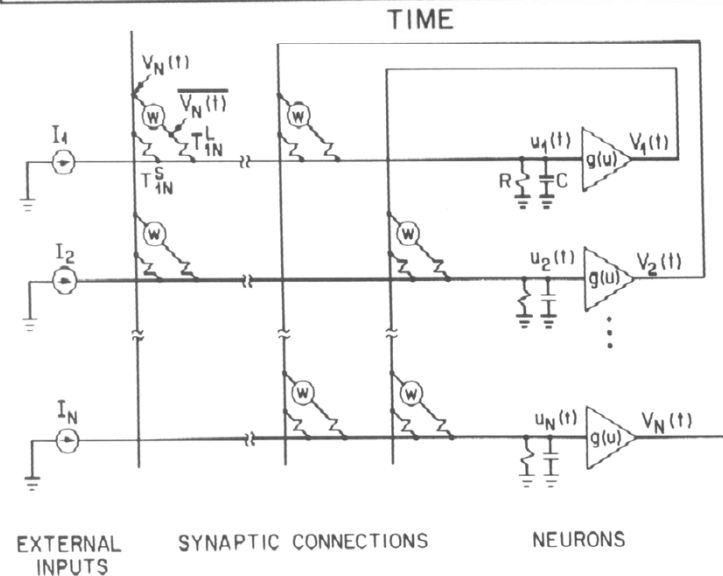 TIME
V_N(t)
W
V_N(t)
W
I_1
T^L_1N
u_1(t)
V_1(t)
g(u)
T^S_1N
R
C
W
W
I_2
u_2(t)
V_2(t)
g(u)
W
W
I_N
u_N(t)
V_N(t)
g(u)
EXTERNAL INPUTS
SYNAPTIC CONNECTIONS
NEURONS